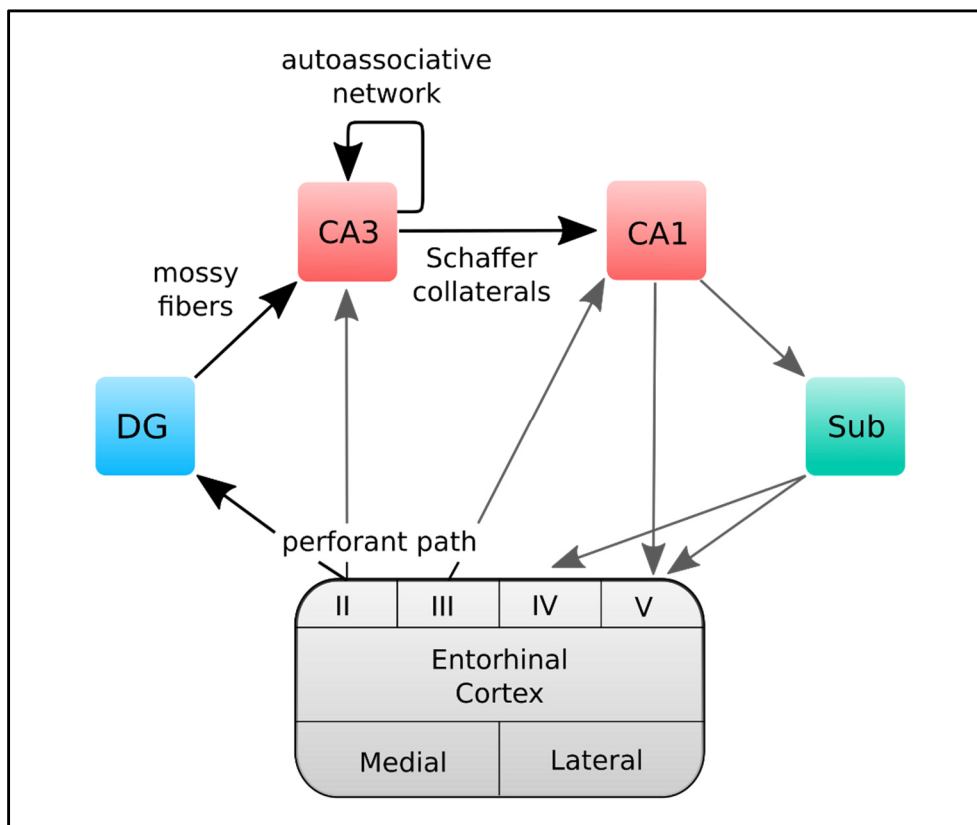 autoassociative
network
CA3
CA1
Schaffer
collaterals
mossy
fibers
DG
Sub
perforant path
II
III
IV
V
Entorhinal
Cortex
Medial
Lateral